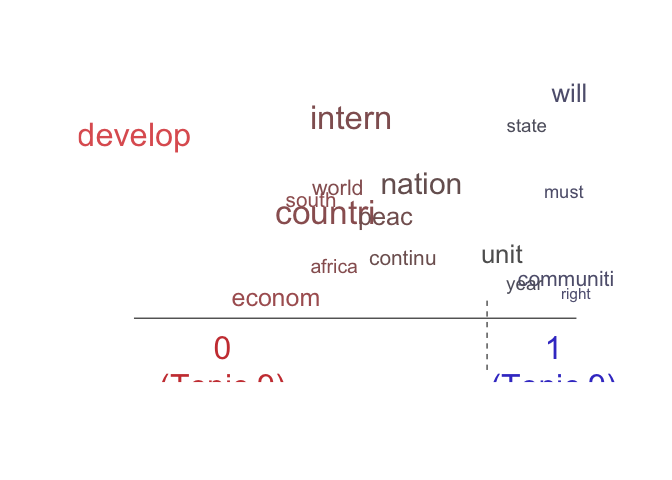 will
intern
state
develop
nation
world
must
south
countri
peac
unit
continu
africa
communiti
year
right
econom
0 1
(Topic 9) (Topic 9)